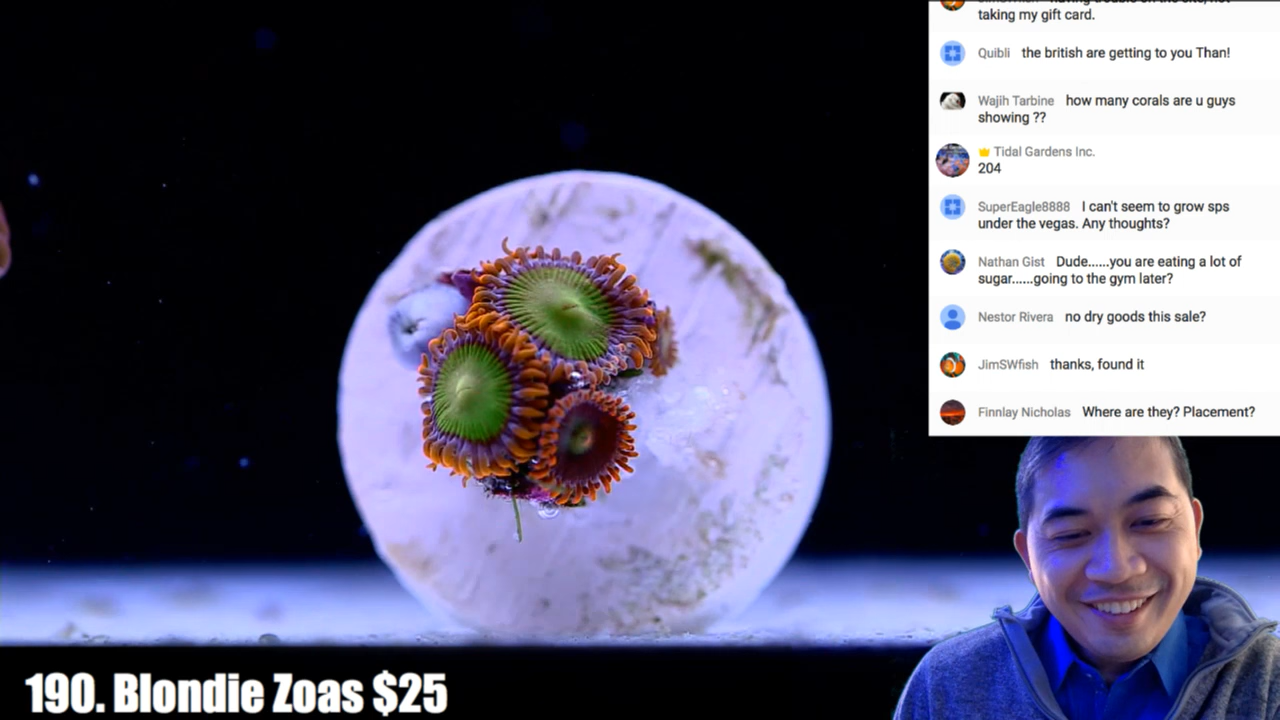 taking my gift card.
Quibli the british are getting to you Than!
Wajih Tarbine how many corals are u guys
showing ??
Tidal Gardens Inc.
204
SuperEagle8888 I can't seem to grow sps
under the vegas. Any thoughts?
Nathan Gist Dude......you are eating a lot of
sugar......going to the gym later?
Nestor Rivera no dry goods this sale?
JimSWfish thanks, found it
Finnlay Nicholas Where are they? Placement?
190. Blondie Zoas $25